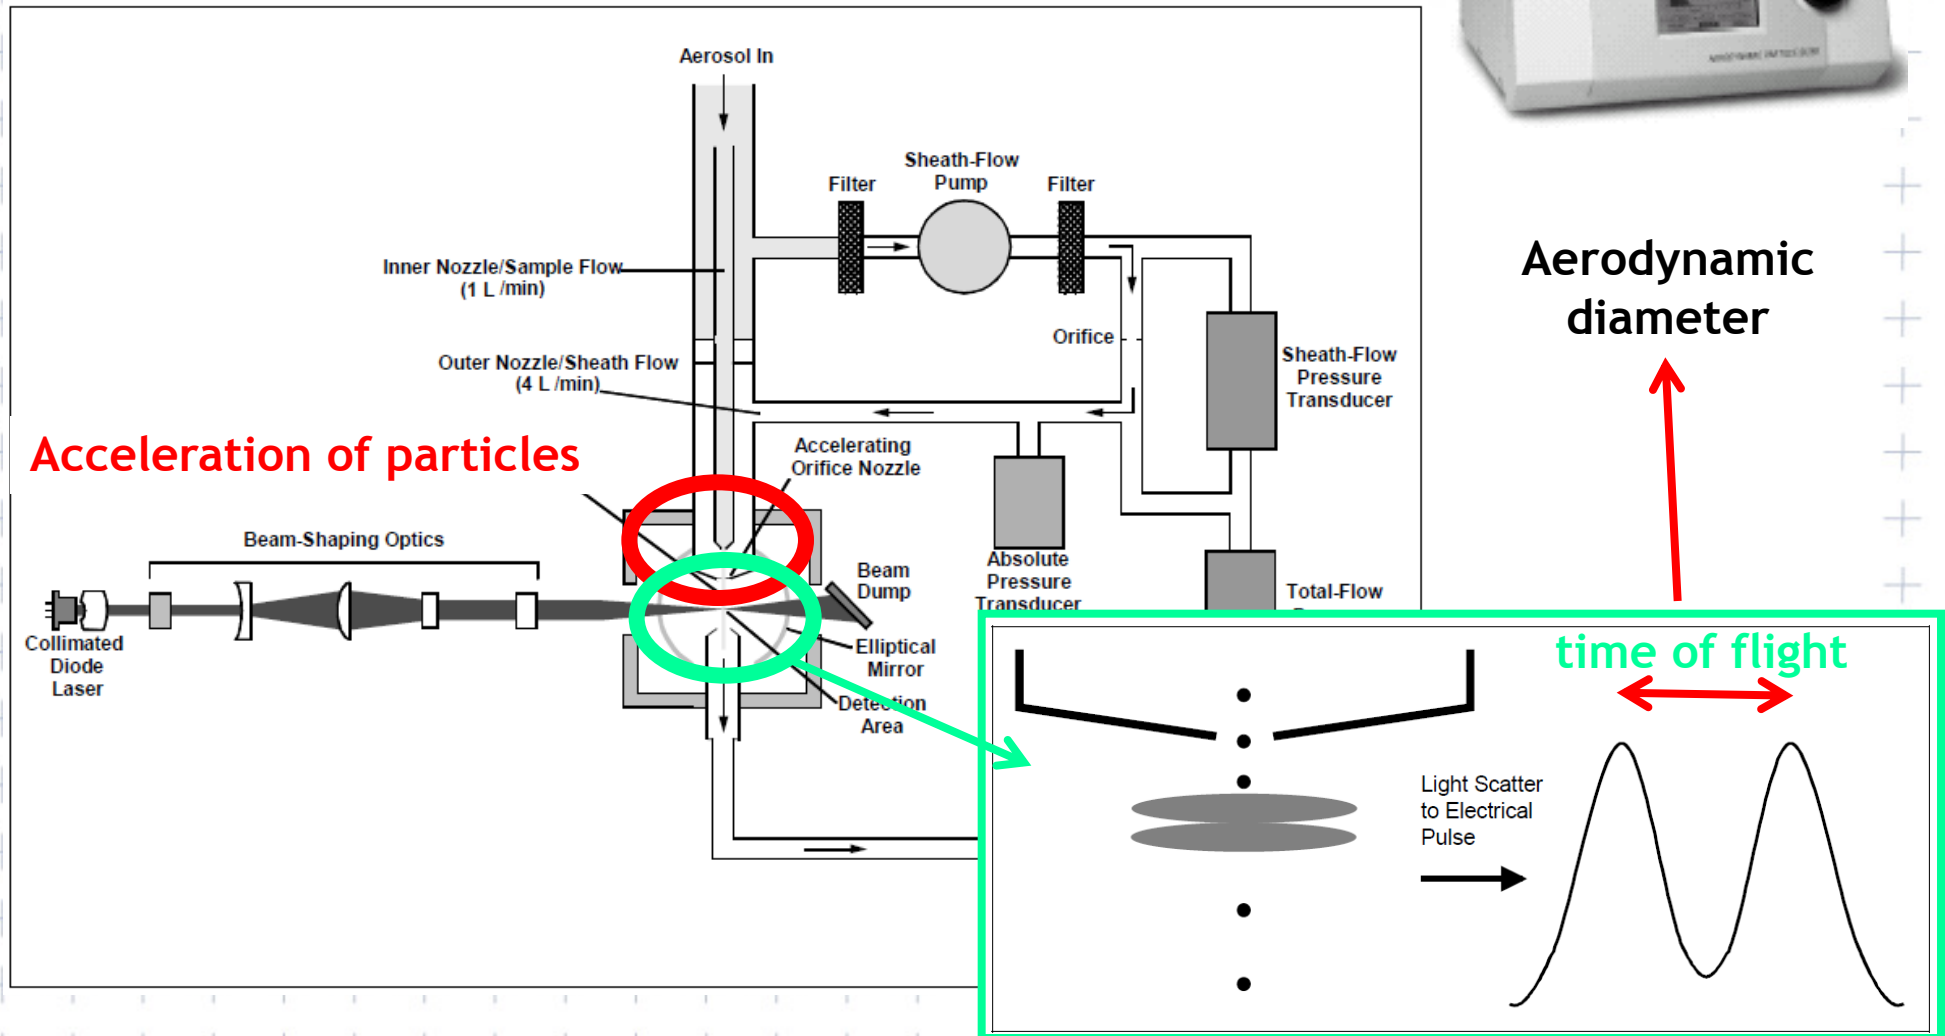 Aerosol In
Sheath-Flow
Pump
Filter
Filter
Inner Nozzle/Sample Flow
(1 L /min)
Orifice
Outer Nozzle/Sheath Flow
(4 L /min)
Sheath-Flow
Pressure
Transducer
Aerodynamic
diameter
Acceleration of particles
Accelerating
Orifice Nozzle
Beam-Shaping Optics
Absolute
Pressure
Transducer
Beam
Dump
Total-Flow
Collimated
Diode
Laser
Elliptical
Mirror
Detection
Area
time of flight
Light Scatter
to Electrical
Pulse